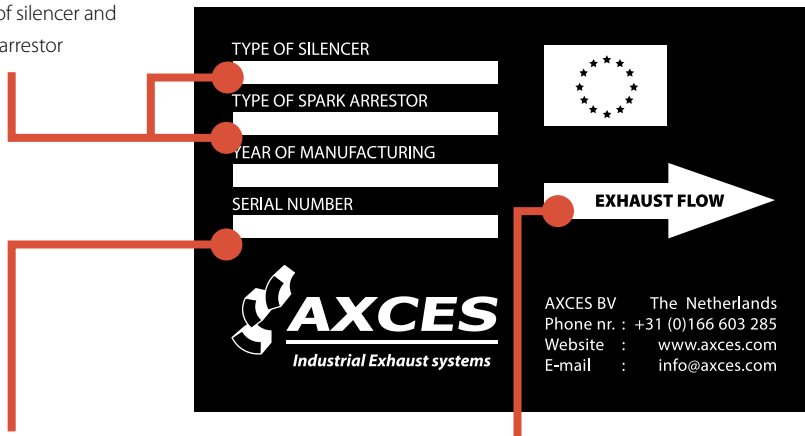 of silencer and
arrestor
TYPE OF SILENCER
TYPE OF SPARK ARRESTOR
YEAR OF MANUFACTURING
SERIAL NUMBER
EXHAUST FLOW
AXCES
Industrial Exhaust systems
AXCES BV The Netherlands
Phone nr. : +31 (0)166 603 285
Website : www.axces.com
E-mail : info@axces.com